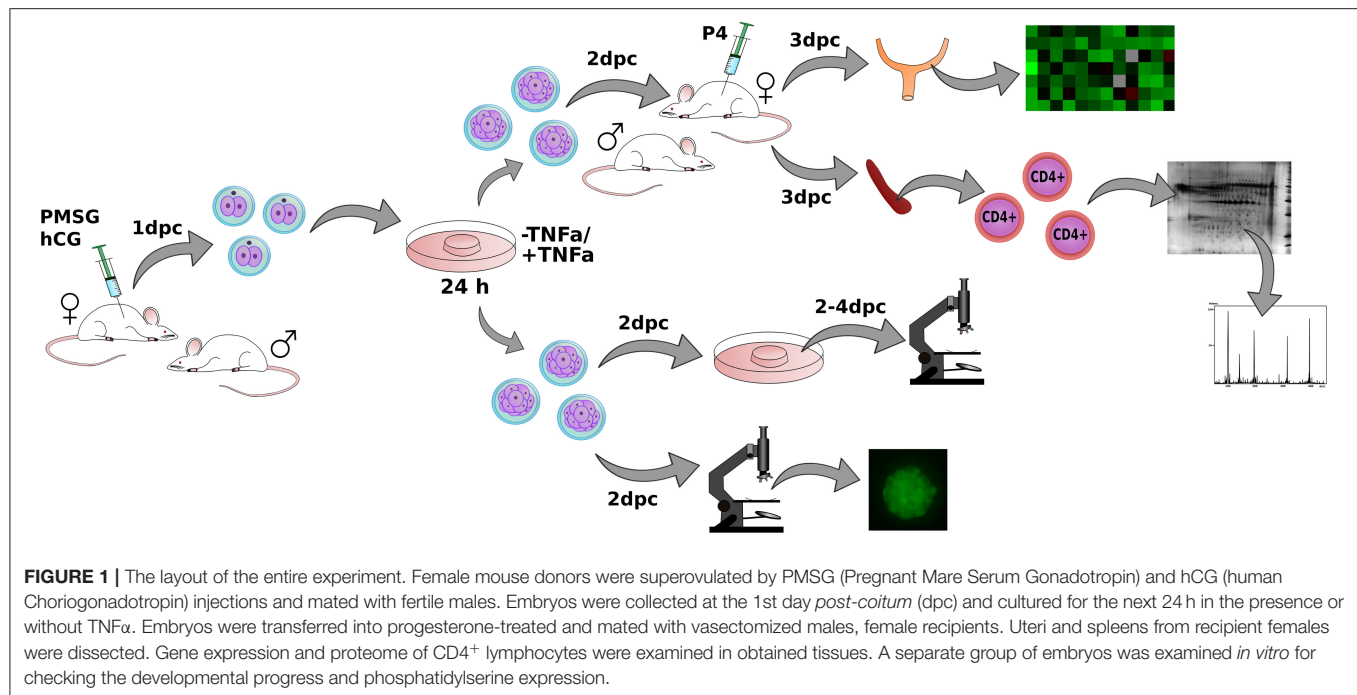 P4
3dpc
2dpc
♀
♂
3dpc
CD4+
CD4+
CD4+
PMSG
hCG
1dpc
-TNFa/
+TNFa
24 h
♀
♂
2dpc
2-4dpc
2dpc
FIGURE 1 | The layout of the entire experiment. Female mouse donors were superovulated by PMSG (Pregnant Mare Serum Gonadotropin) and hCG (human
Choriogonadotropin) injections and mated with fertile males. Embryos were collected at the 1st day post-coitum (dpc) and cultured for the next 24 h in the presence or
without TNFα. Embryos were transferred into progesterone-treated and mated with vasectomized males, female recipients. Uteri and spleens from recipient females
were dissected. Gene expression and proteome of CD4⁺ lymphocytes were examined in obtained tissues. A separate group of embryos was examined in vitro for
checking the developmental progress and phosphatidylserine expression.